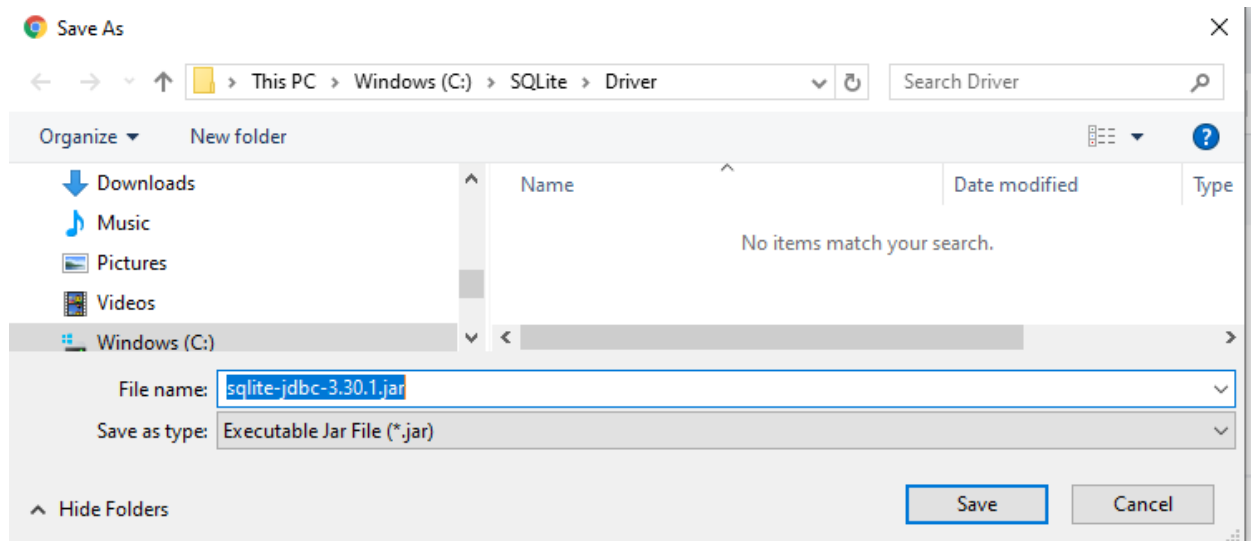 Save As
This PC > Windows (C:) > SQLite > Driver
Search Driver
Organize
New folder
?
Downloads
Music
Pictures
Videos
Windows (C:)
Name
Date modified
Type
No items match your search.
File name: sqlite-jdbc-3.30.1.jar
Save as type: Executable Jar File (*.jar)
Hide Folders
Save
Cancel